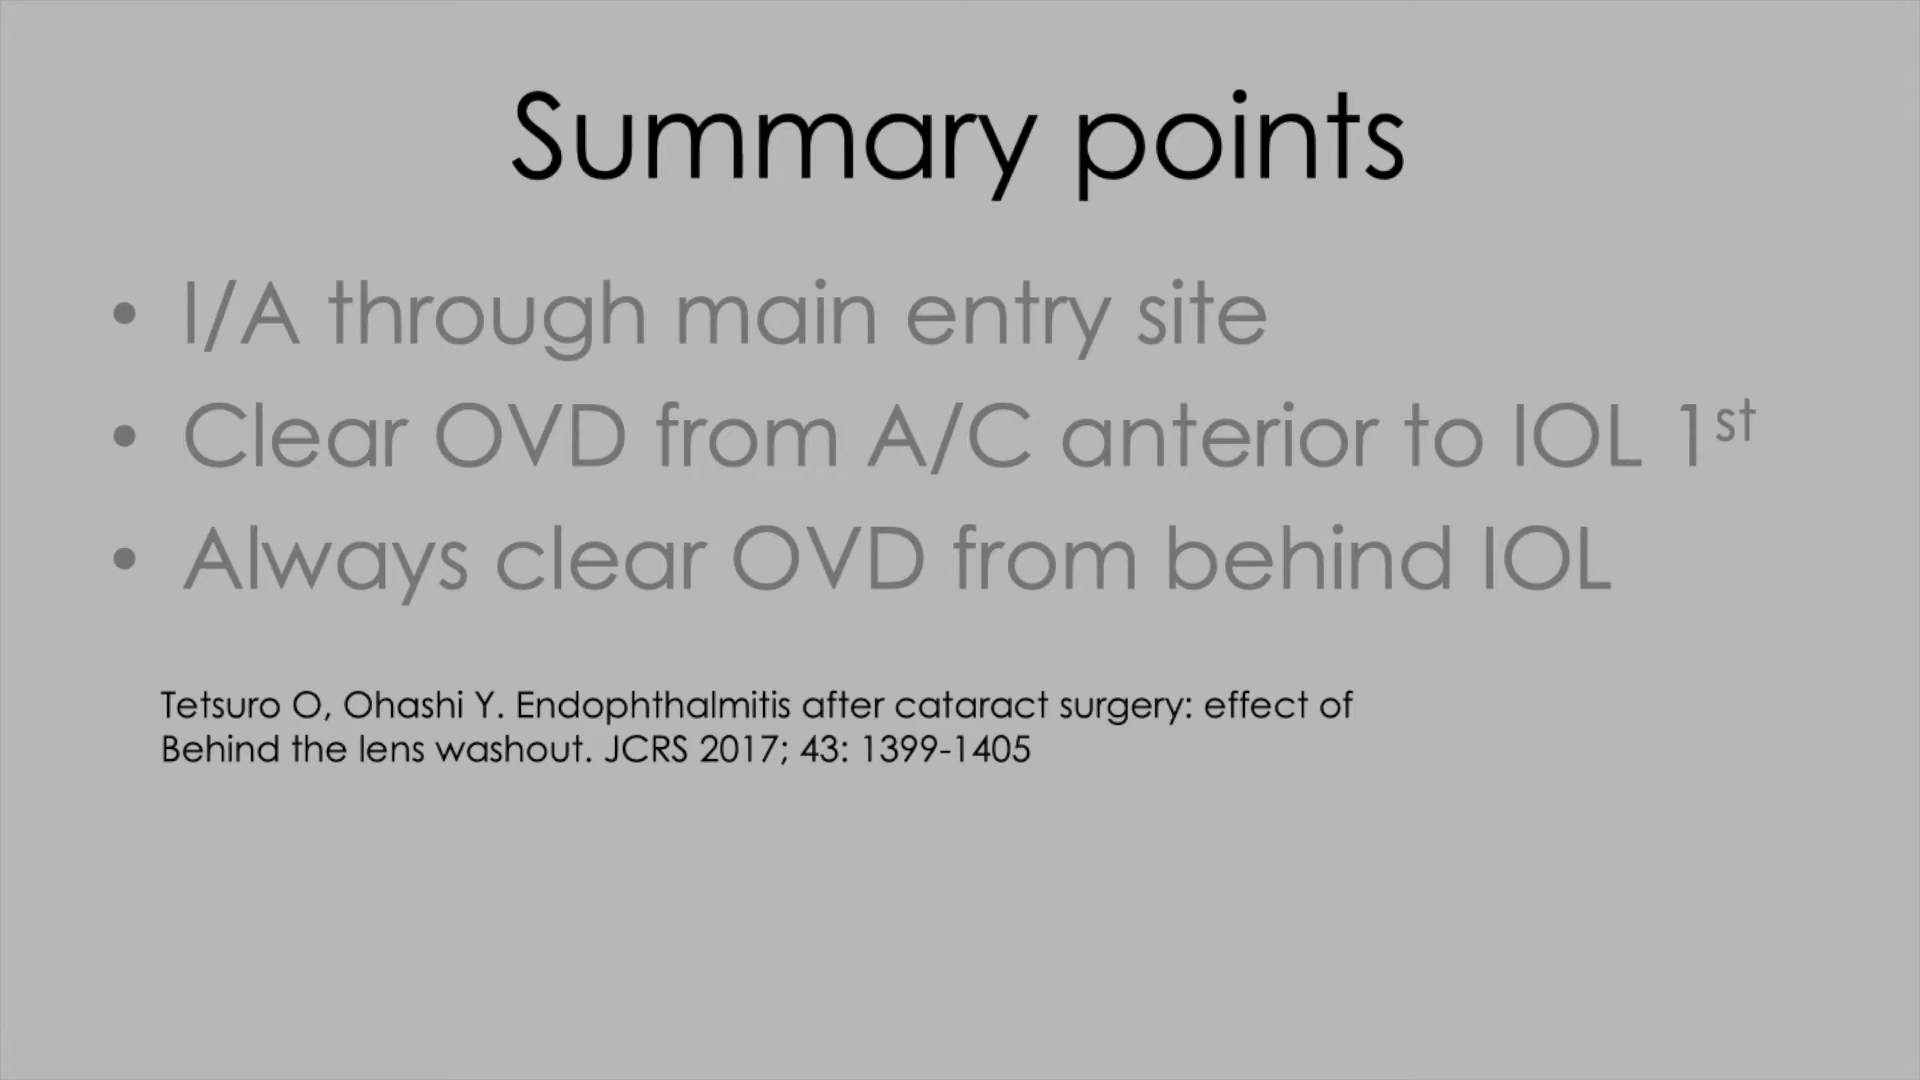 Summary points
• I/A through main entry site
• Clear OVD from A/C anterior to IOL 1st
• Always clear OVD from behind IOL
Tetsuro O, Ohashi Y. Endophthalmitis after cataract surgery: effect of
Behind the lens washout. JCRS 2017; 43: 1399-1405